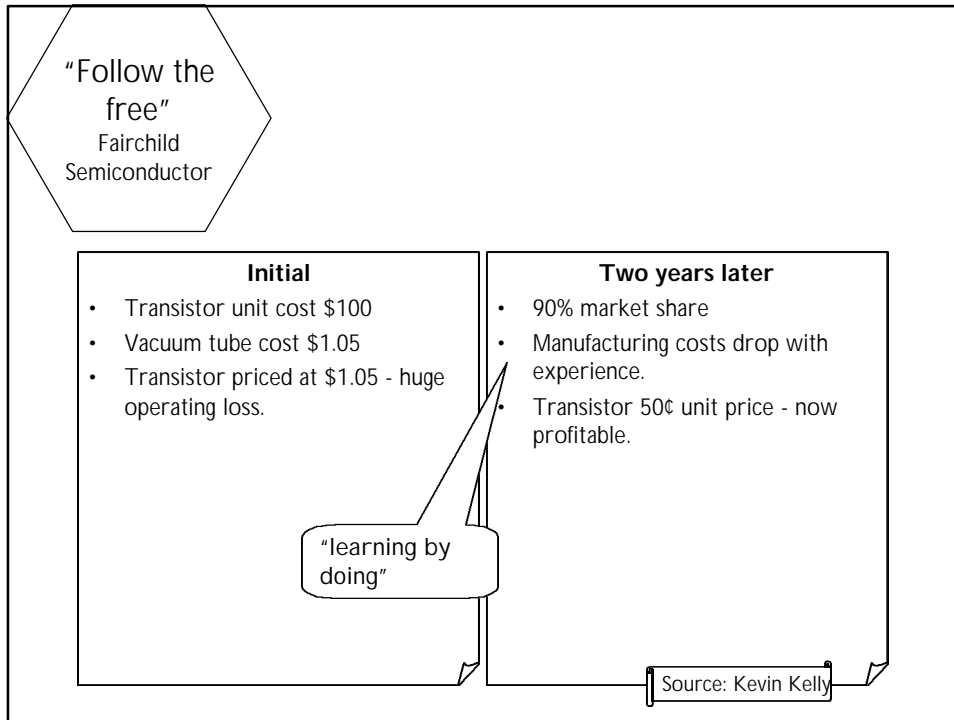 "Follow the
free"
Fairchild
Semiconductor
Initial
• Transistor unit cost $100
• Vacuum tube cost $1.05
• Transistor priced at $1.05 - huge
operating loss.
Two years later
• 90% market share
• Manufacturing costs drop with
experience.
• Transistor 50¢ unit price - now
profitable.
"learning by
doing"
Source: Kevin Kelly